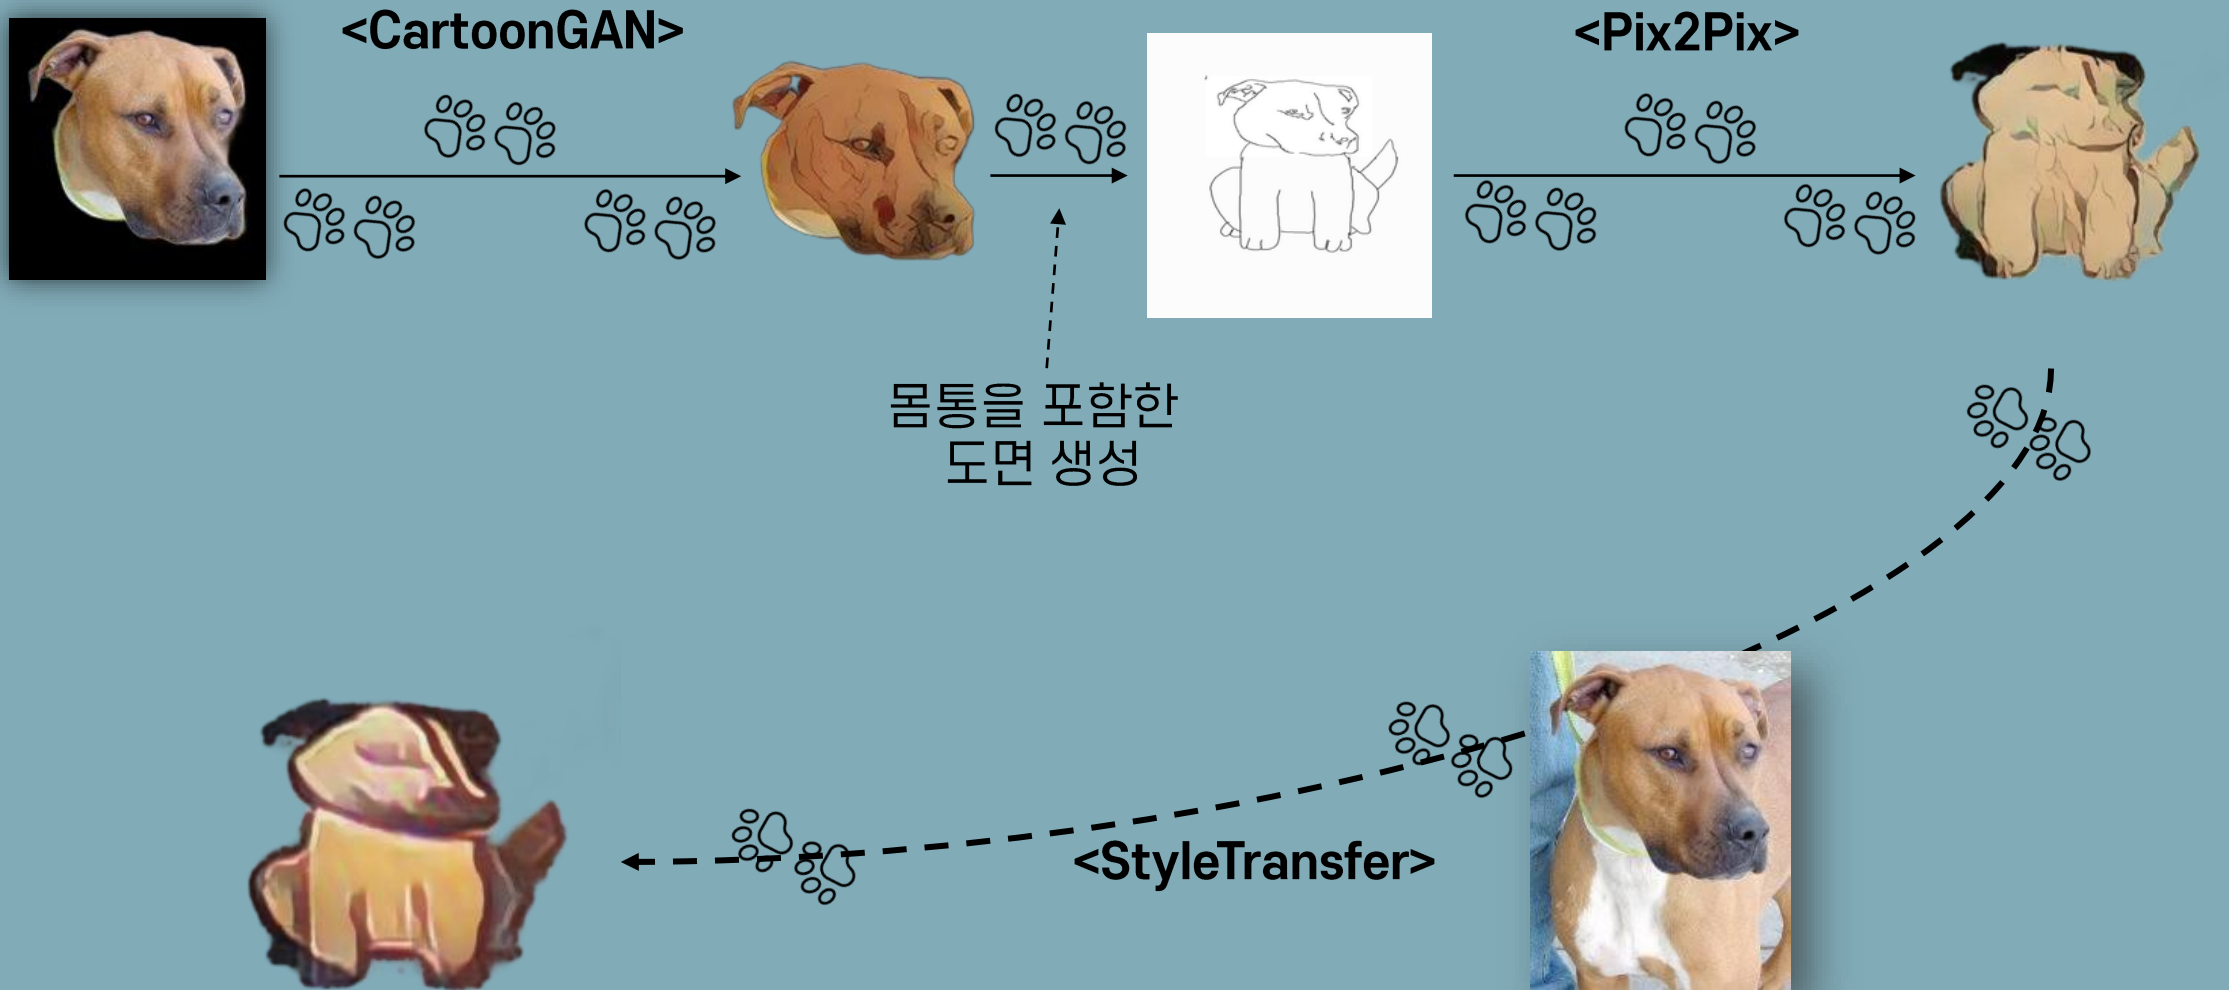 <CartoonGAN>
<Pix2Pix>
몸통을 포함한
도면 생성
<StyleTransfer>